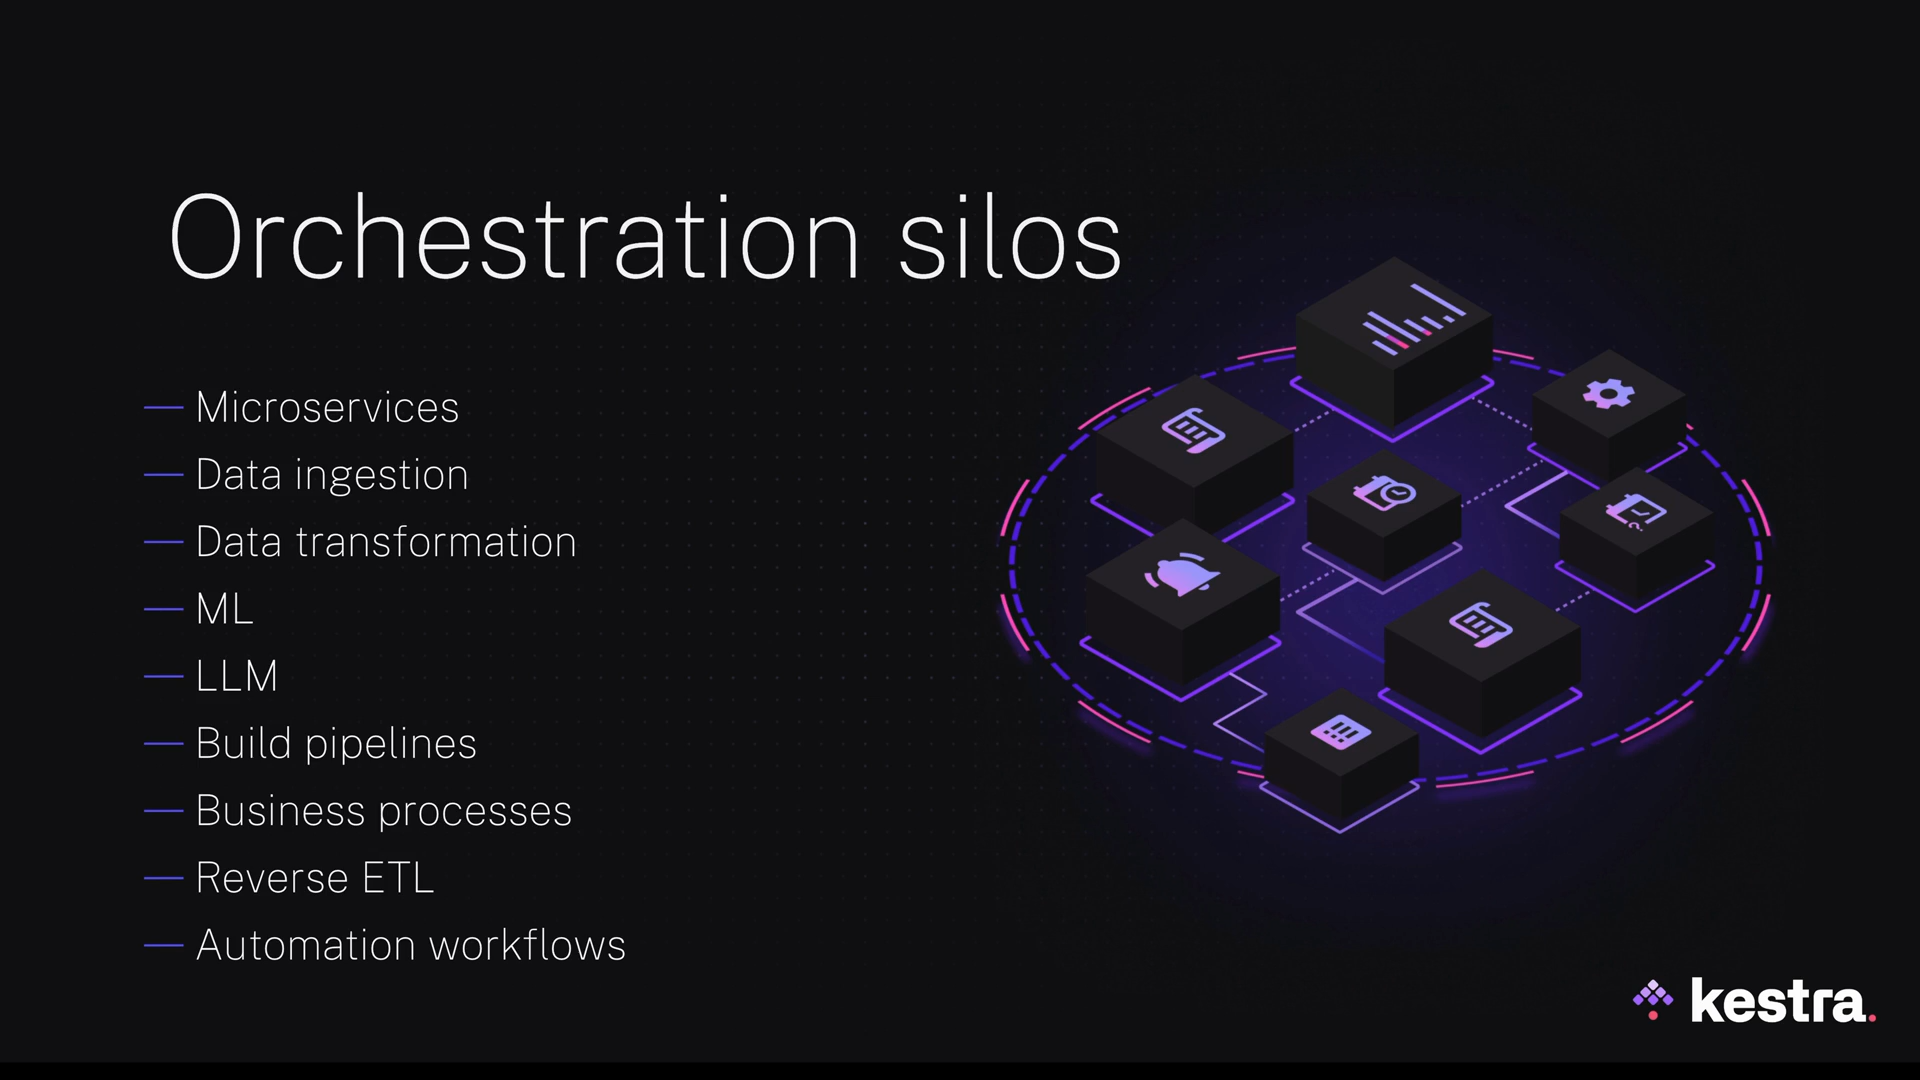 Orchestration silos
— Microservices
— Data ingestion
— Data transformation
— ML
— LLM
— Build pipelines
— Business processes
— Reverse ETL
— Automation workflows
kestra.